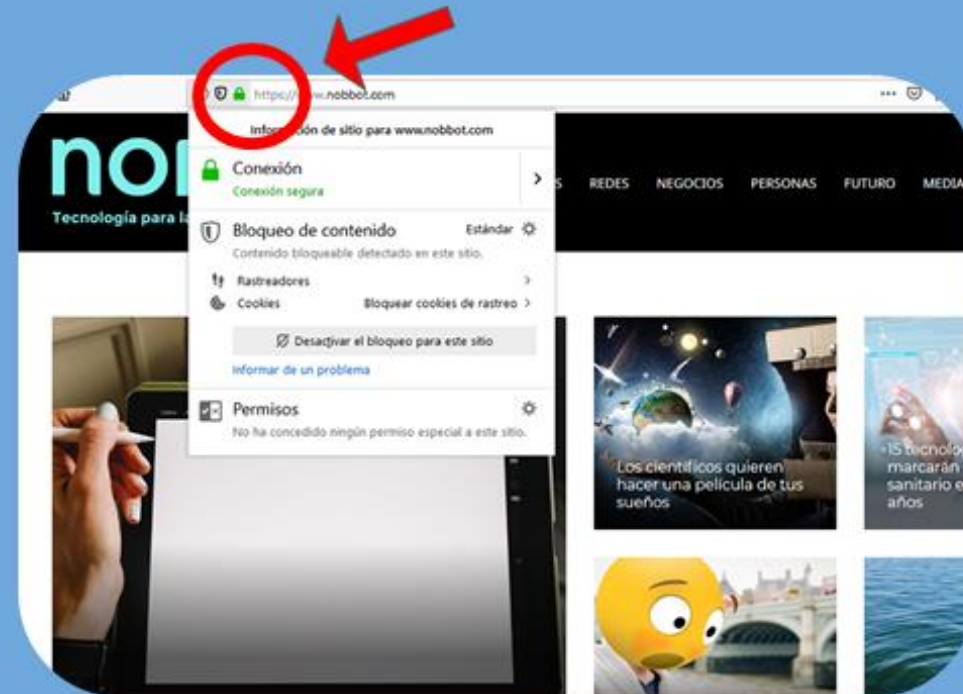 https://www.nobbot.com
Información de sitio para www.nobbot.com
Conexión
Conexión segura
Bloqueo de contenido Estándar
Contenido bloqueable detectado en este sitio.
Rastreadores
Cookies Bloquear cookies de rastreo
Desactivar el bloqueo para este sitio
Informar de un problema
Permisos
No ha concedido ningún permiso especial a este sitio.
Tecnología para
REDES NEGOCIOS PERSONAS FUTURO MEDIA
Los científicos quieren
hacer una película de tus
sueños
marcarán
sanitario
años